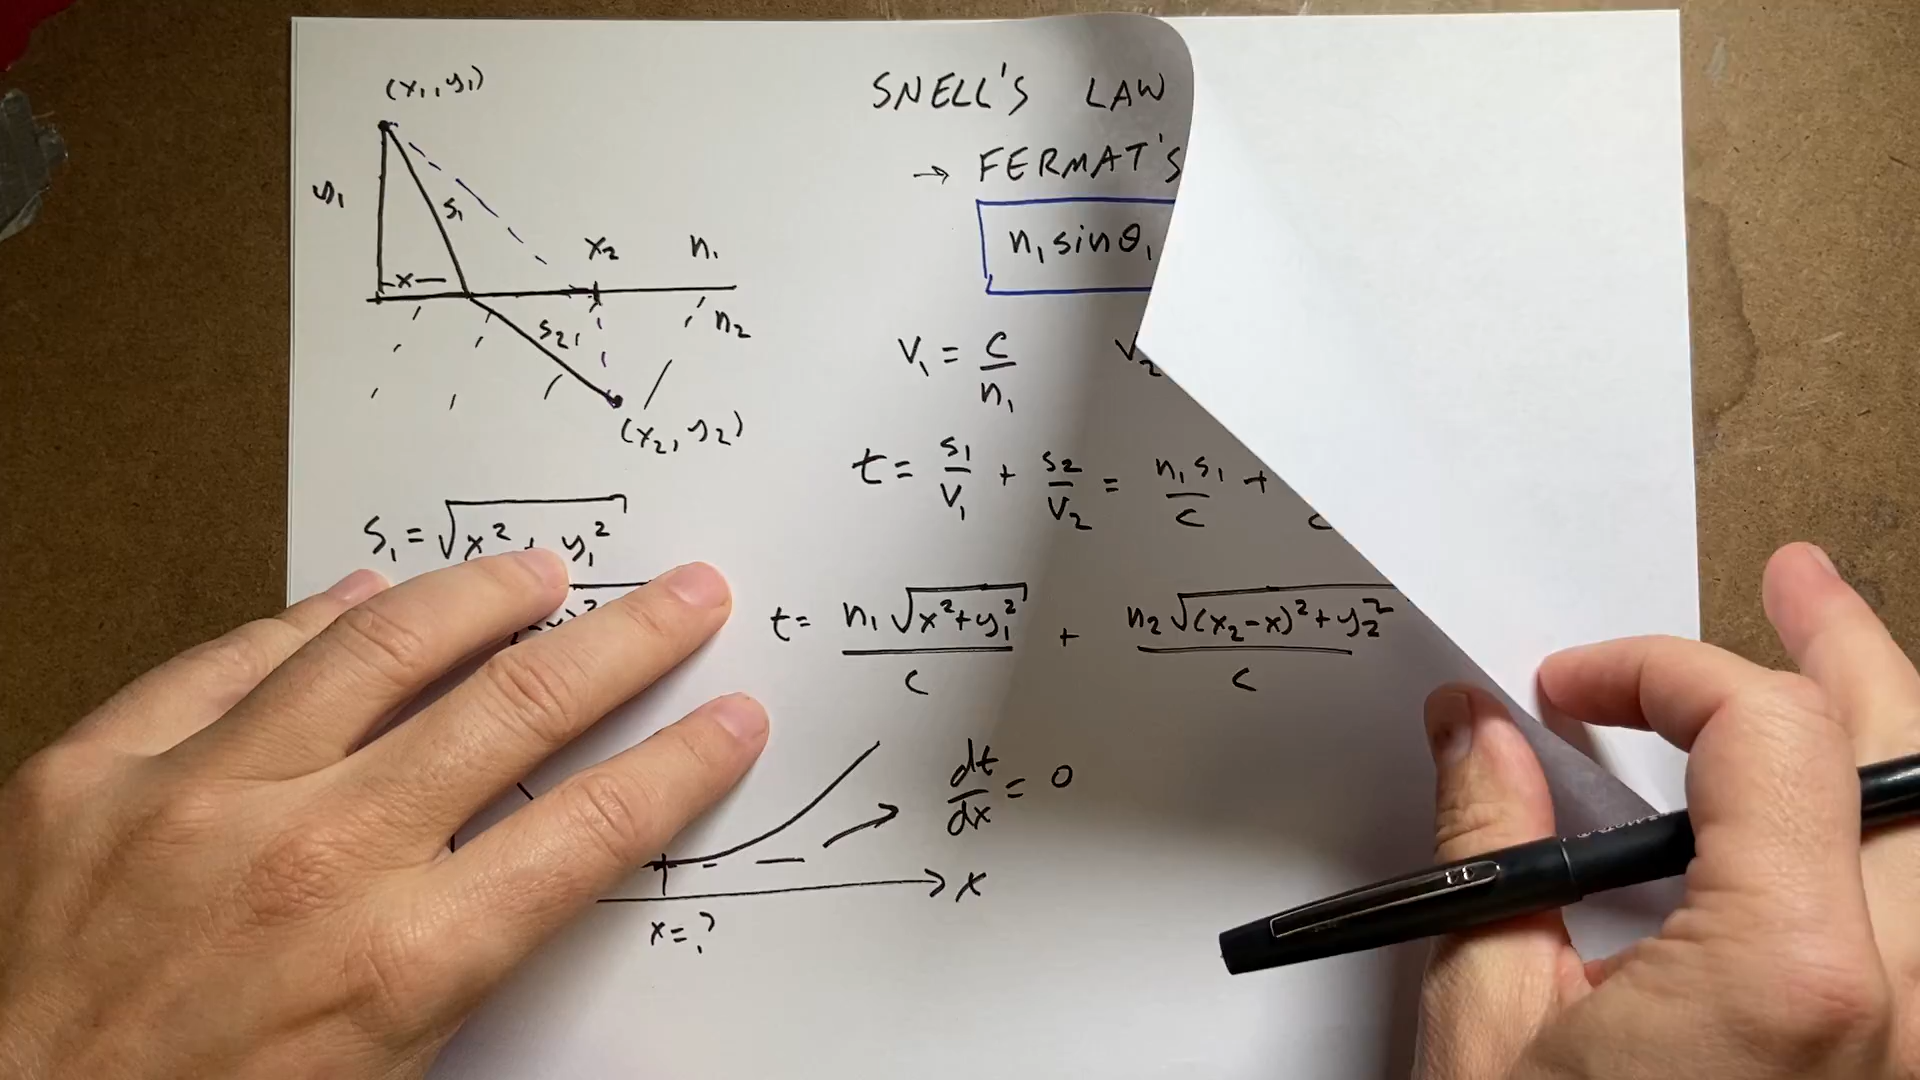 (x₁, y₁)
y₁
s₁
x
x₂
n₁
n₂
s₂
(x₂, y₂)
S₁ = √(x² + y₁²)
SNELL'S LAW
→ FERMAT'S
n₁ sin θ₁
V₁ = c/n₁
V₂
t = s₁/V₁ + s₂/V₂ = n₁s₁/c +
t = n₁√(x²+y₁²)/c + n₂√((x₂-x)²+y₂²)/c
dt/dx = 0
x
x = ?